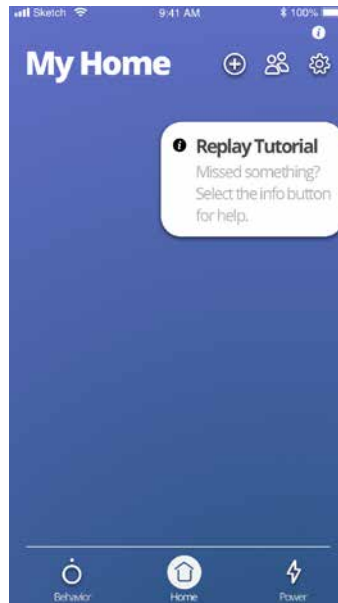 Sketch 9:41 AM 100%
My Home
Replay Tutorial
Missed something?
Select the info button
for help.
Behavior Home Power